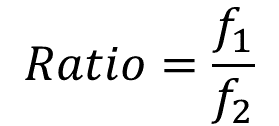 Ratio = f₁/f₂